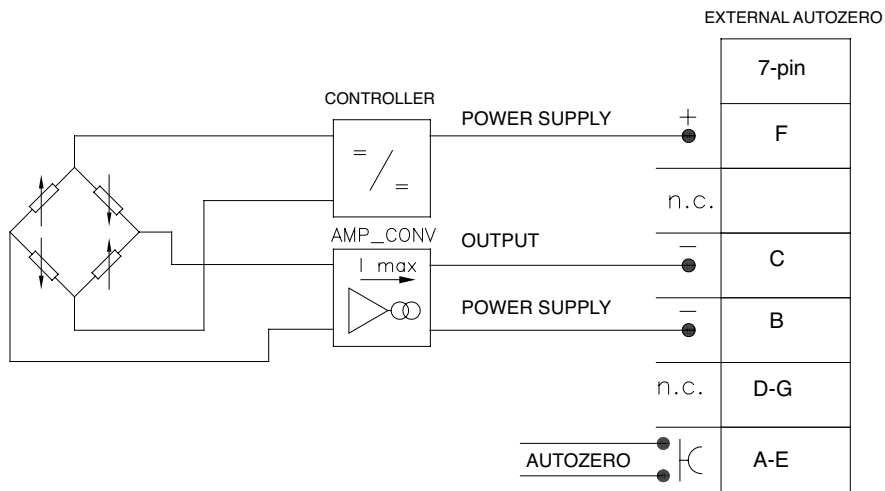 EXTERNAL AUTOZERO
7-pin
CONTROLLER
POWER SUPPLY
+
F
=
/
=
n.c.
AMP_CONV
OUTPUT
I max
−
C
POWER SUPPLY
−
B
n.c.
D-G
AUTOZERO
A-E